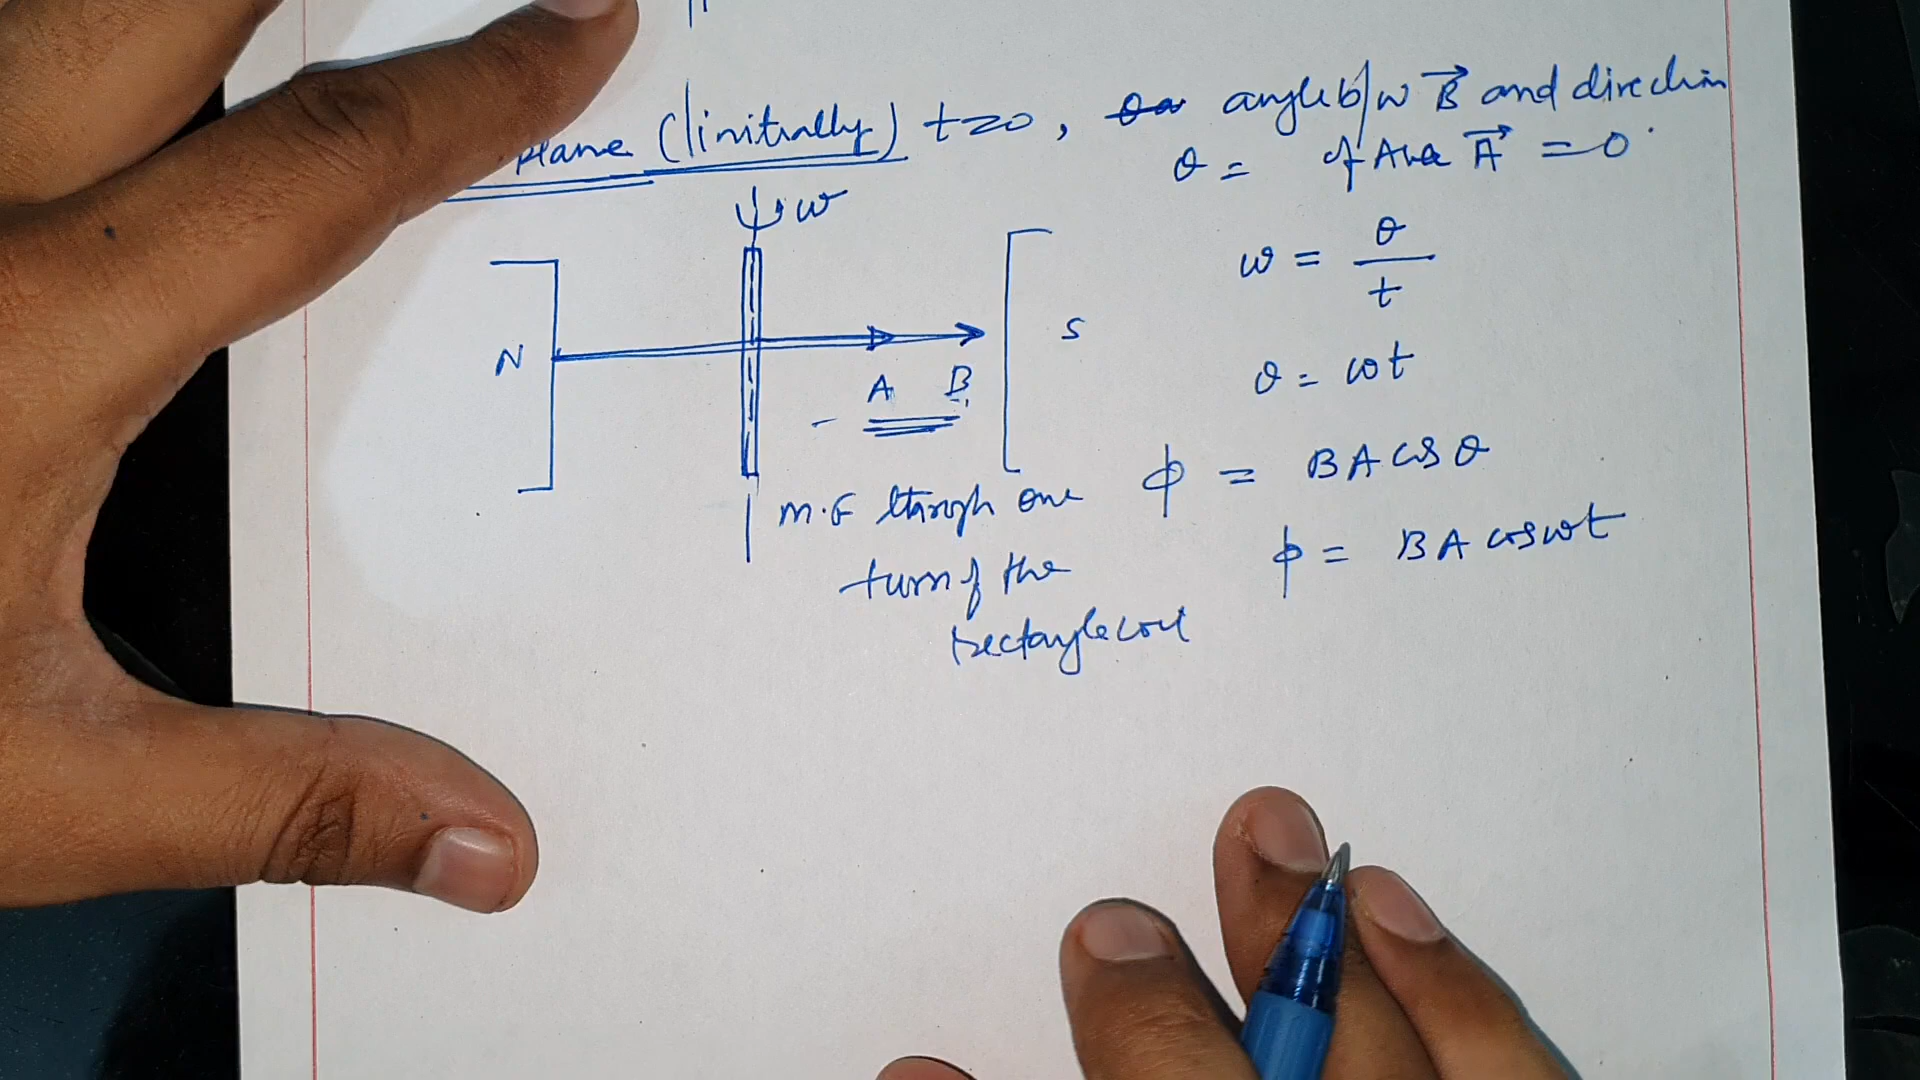 plane (Iinitially) t=0, angle b/w B and direction
θ = of Area A = 0
ω
ω = θ / t
N
S
A B
θ = ωt
φ = BA cos θ
M.F through one
φ = BA cos ωt
turn of the
rectangle coil